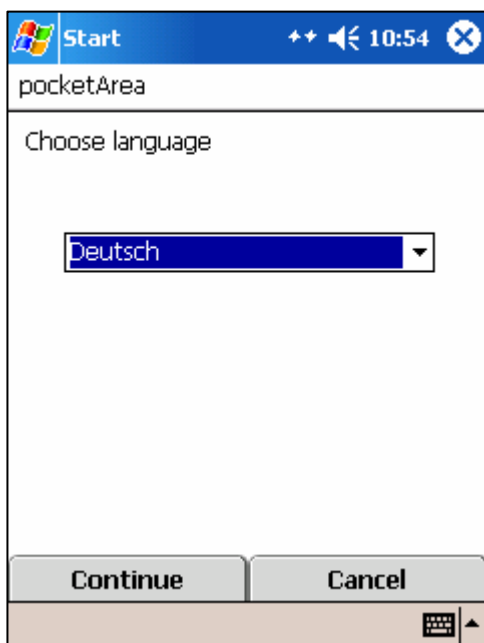 Start 10:54
pocketArea
Choose language
Deutsch
Continue Cancel